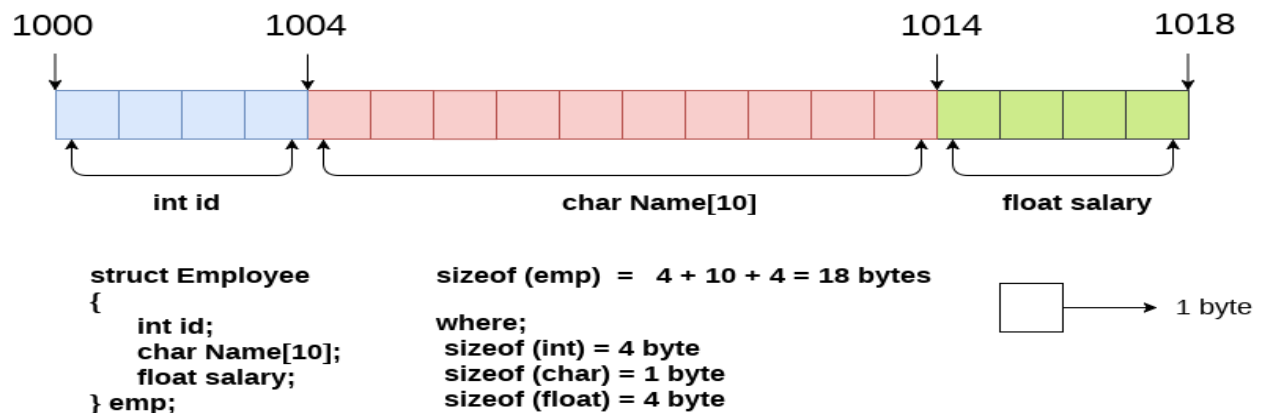 1000 1004 1014 1018
int id char Name[10] float salary
struct Employee
{
int id;
char Name[10];
float salary;
} emp;
sizeof (emp) = 4 + 10 + 4 = 18 bytes
where;
sizeof (int) = 4 byte
sizeof (char) = 1 byte
sizeof (float) = 4 byte
1 byte